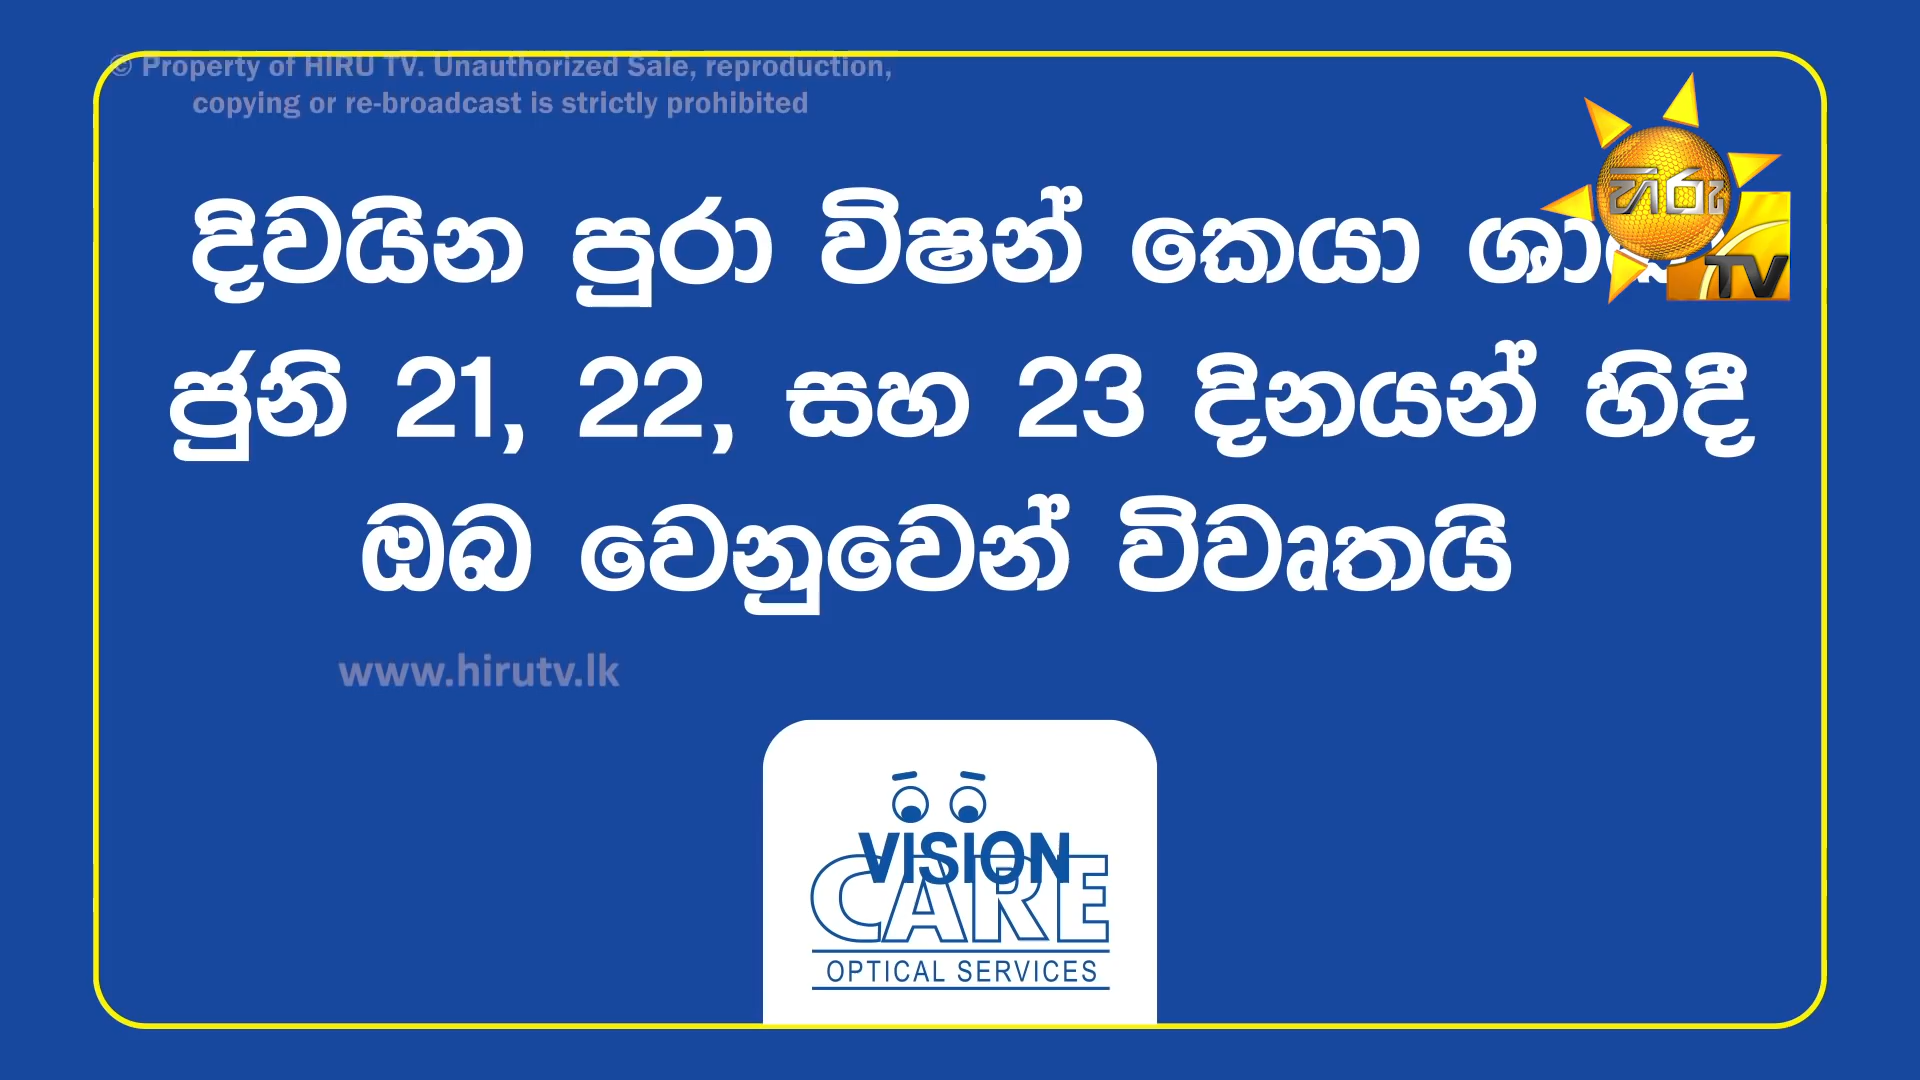 © Property of HIRU TV. Unauthorized Sale, reproduction,
copying or re-broadcast is strictly prohibited
හිරු
TV
දිවයින පුරා විෂන් කෙයා
ජුනි 21, 22, සහ 23 දිනයන් හිදී
ඔබ වෙනුවෙන් විවෘතයි
www.hirutv.lk
VISION
CARE
OPTICAL SERVICES